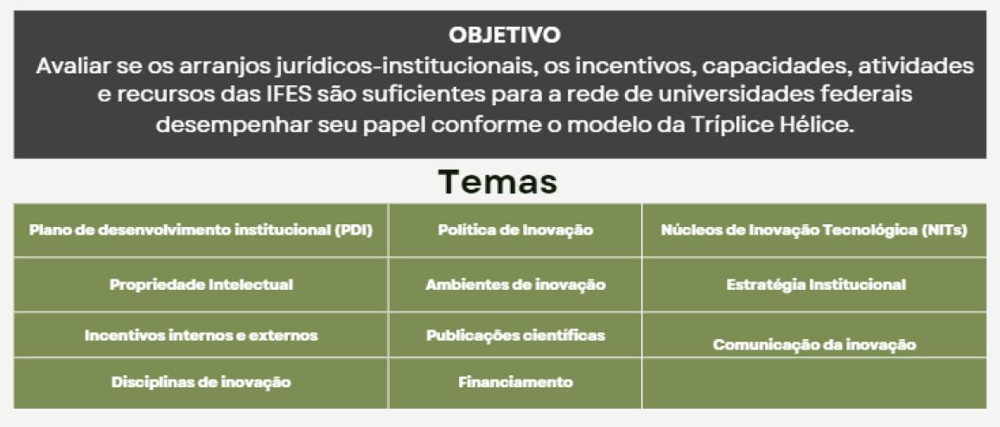 OBJETIVO
Avaliar se os arranjos jurídicos-institucionais, os incentivos, capacidades, atividades
e recursos das IFES são suficientes para a rede de universidades federais
desempenhar seu papel conforme o modelo da Tríplice Hélice.
Temas
Plano de desenvolvimento institucional (PDI)
Política de Inovação
Núcleos de Inovação Tecnológica (NITs)
Propriedade Intelectual
Ambientes de inovação
Estratégia Institucional
Incentivos internos e externos
Publicações científicas
Comunicação da inovação
Disciplinas de inovação
Financiamento